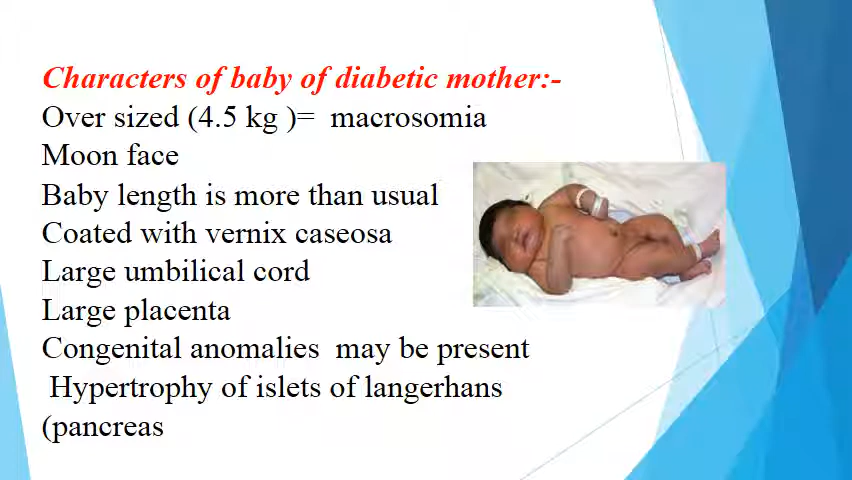 Characters of baby of diabetic mother:-
Over sized (4.5 kg )=  macrosomia
Moon face
Baby length is more than usual
Coated with vernix caseosa
Large umbilical cord
Large placenta
Congenital anomalies  may be present
Hypertrophy of islets of langerhans
(pancreas